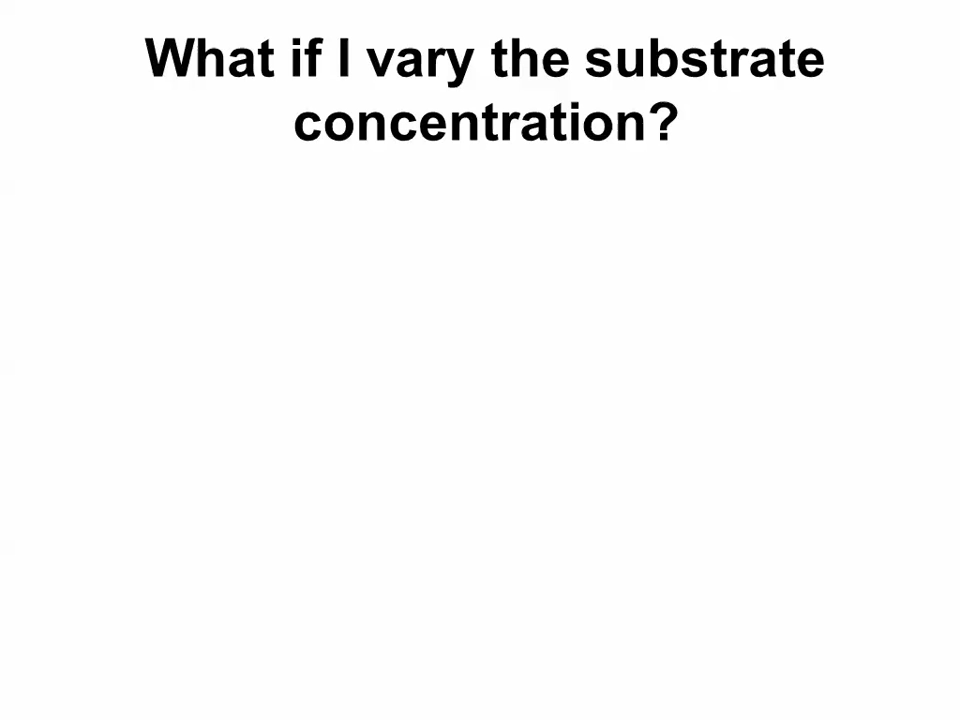 What if I vary the substrate
concentration?